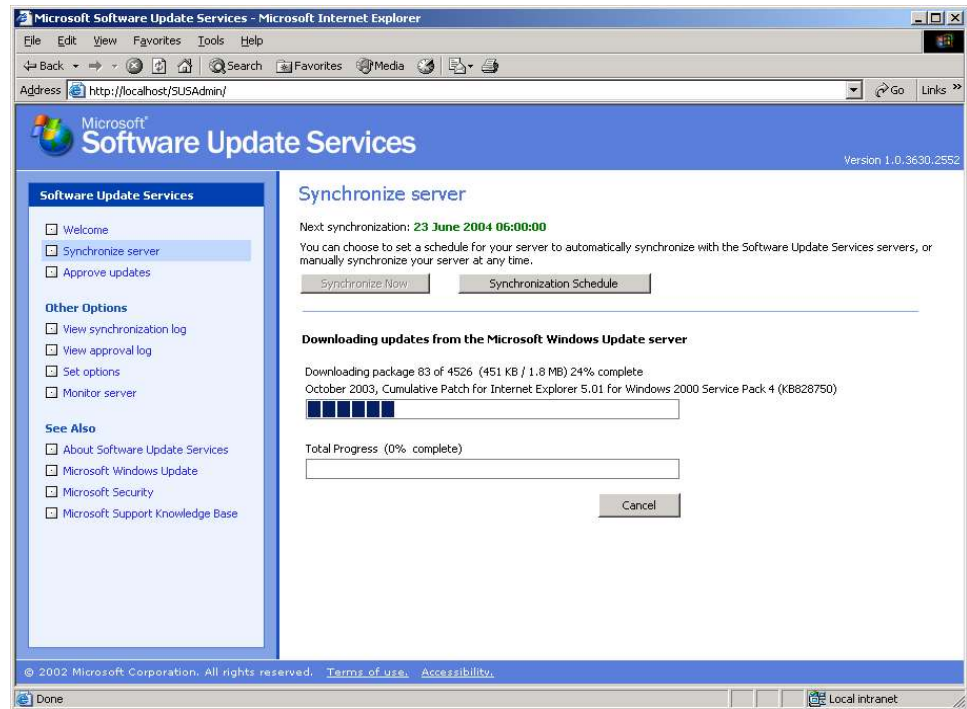 Microsoft Software Update Services - Microsoft Internet Explorer
File Edit View Favorites Tools Help
Back Search Favorites Media
Address http://localhost/SUSAdmin/ Go Links »
Microsoft®
Software Update Services
Version 1.0.3630.2552
Software Update Services
Welcome
Synchronize server
Approve updates
Other Options
View synchronization log
View approval log
Set options
Monitor server
See Also
About Software Update Services
Microsoft Windows Update
Microsoft Security
Microsoft Support Knowledge Base
Synchronize server
Next synchronization: 23 June 2004 06:00:00
You can choose to set a schedule for your server to automatically synchronize with the Software Update Services servers, or
manually synchronize your server at any time.
Synchronize Now Synchronization Schedule
Downloading updates from the Microsoft Windows Update server
Downloading package 83 of 4526 (451 KB / 1.8 MB) 24% complete
October 2003, Cumulative Patch for Internet Explorer 5.01 for Windows 2000 Service Pack 4 (KB828750)
Total Progress (0% complete)
Cancel
© 2002 Microsoft Corporation. All rights reserved. Terms of use. Accessibility.
Done Local intranet